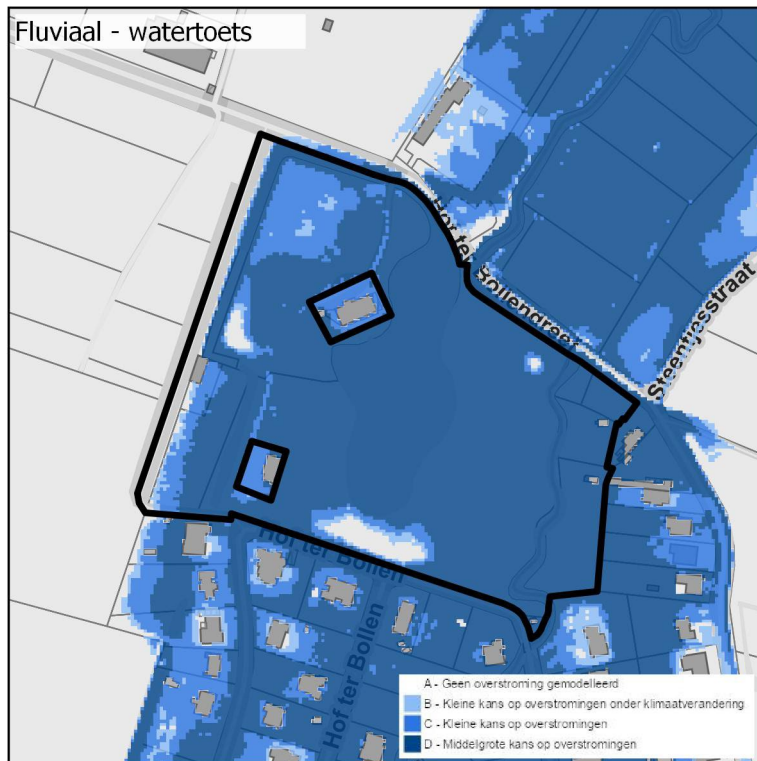 Fluviaal - watertoets
Hof ter Bollendreef
Steentjesstraat
Hof ter Bollen
Hof ter Bollen
A - Geen overstroming gemodelleerd
B - Kleine kans op overstromingen onder klimaatverandering
C - Kleine kans op overstromingen
D - Middelgrote kans op overstromingen